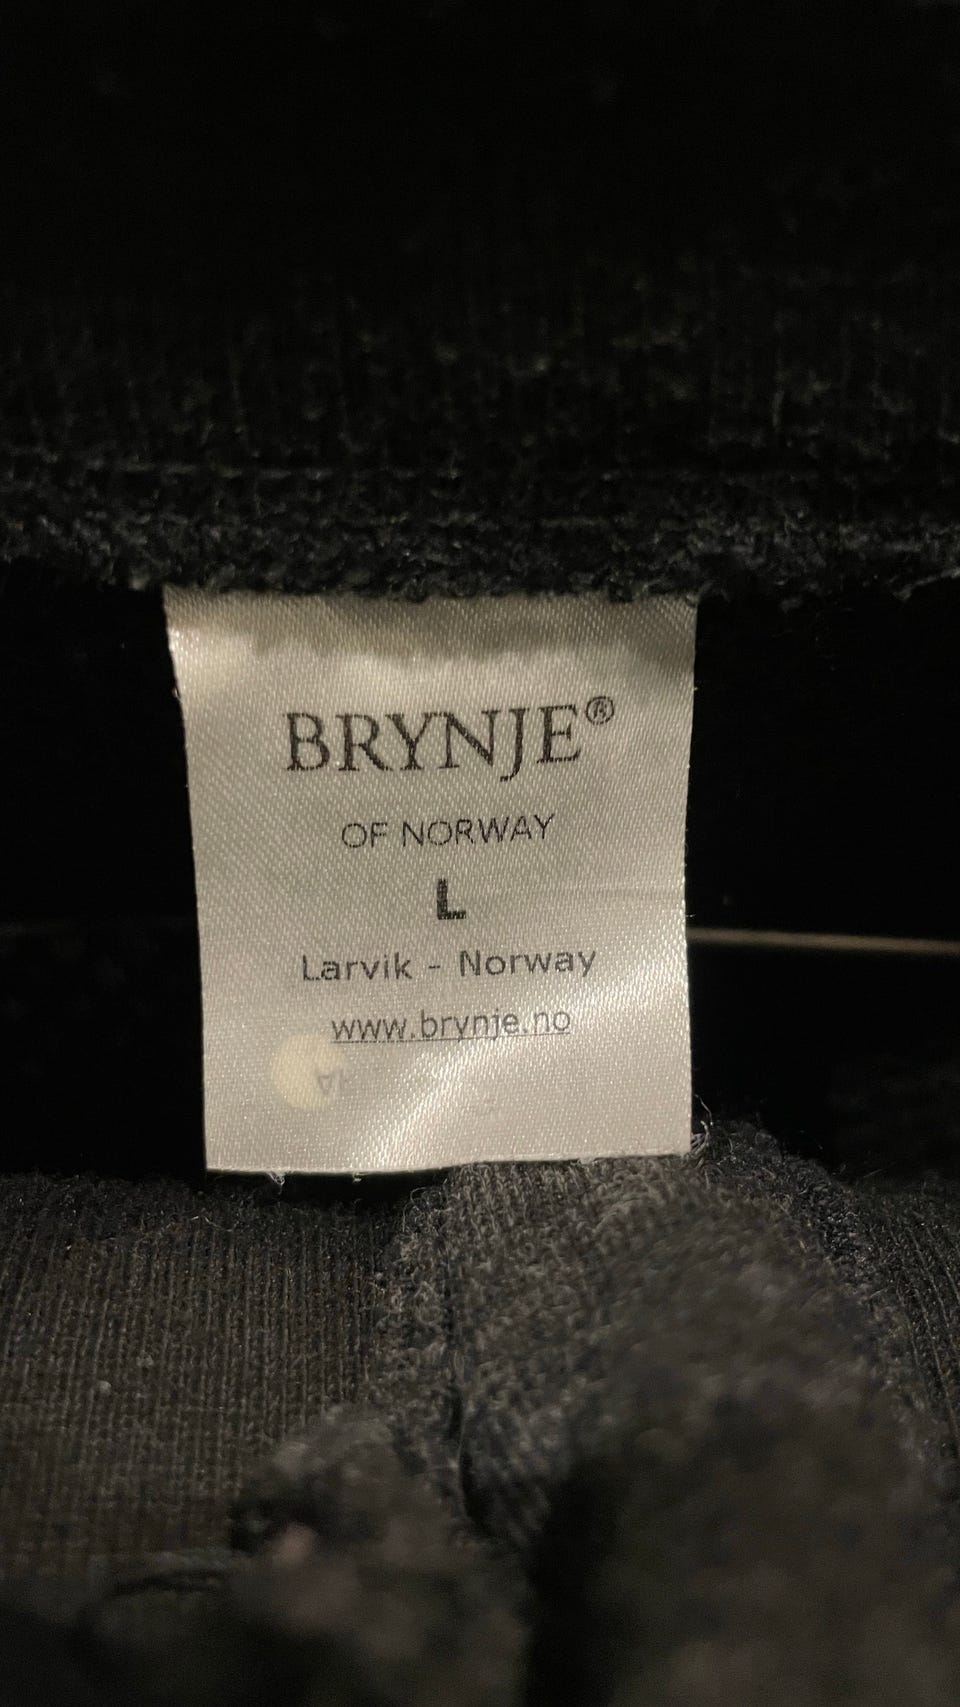 BRYNJE®
OF NORWAY
L
Larvik - Norway
www.brynje.no